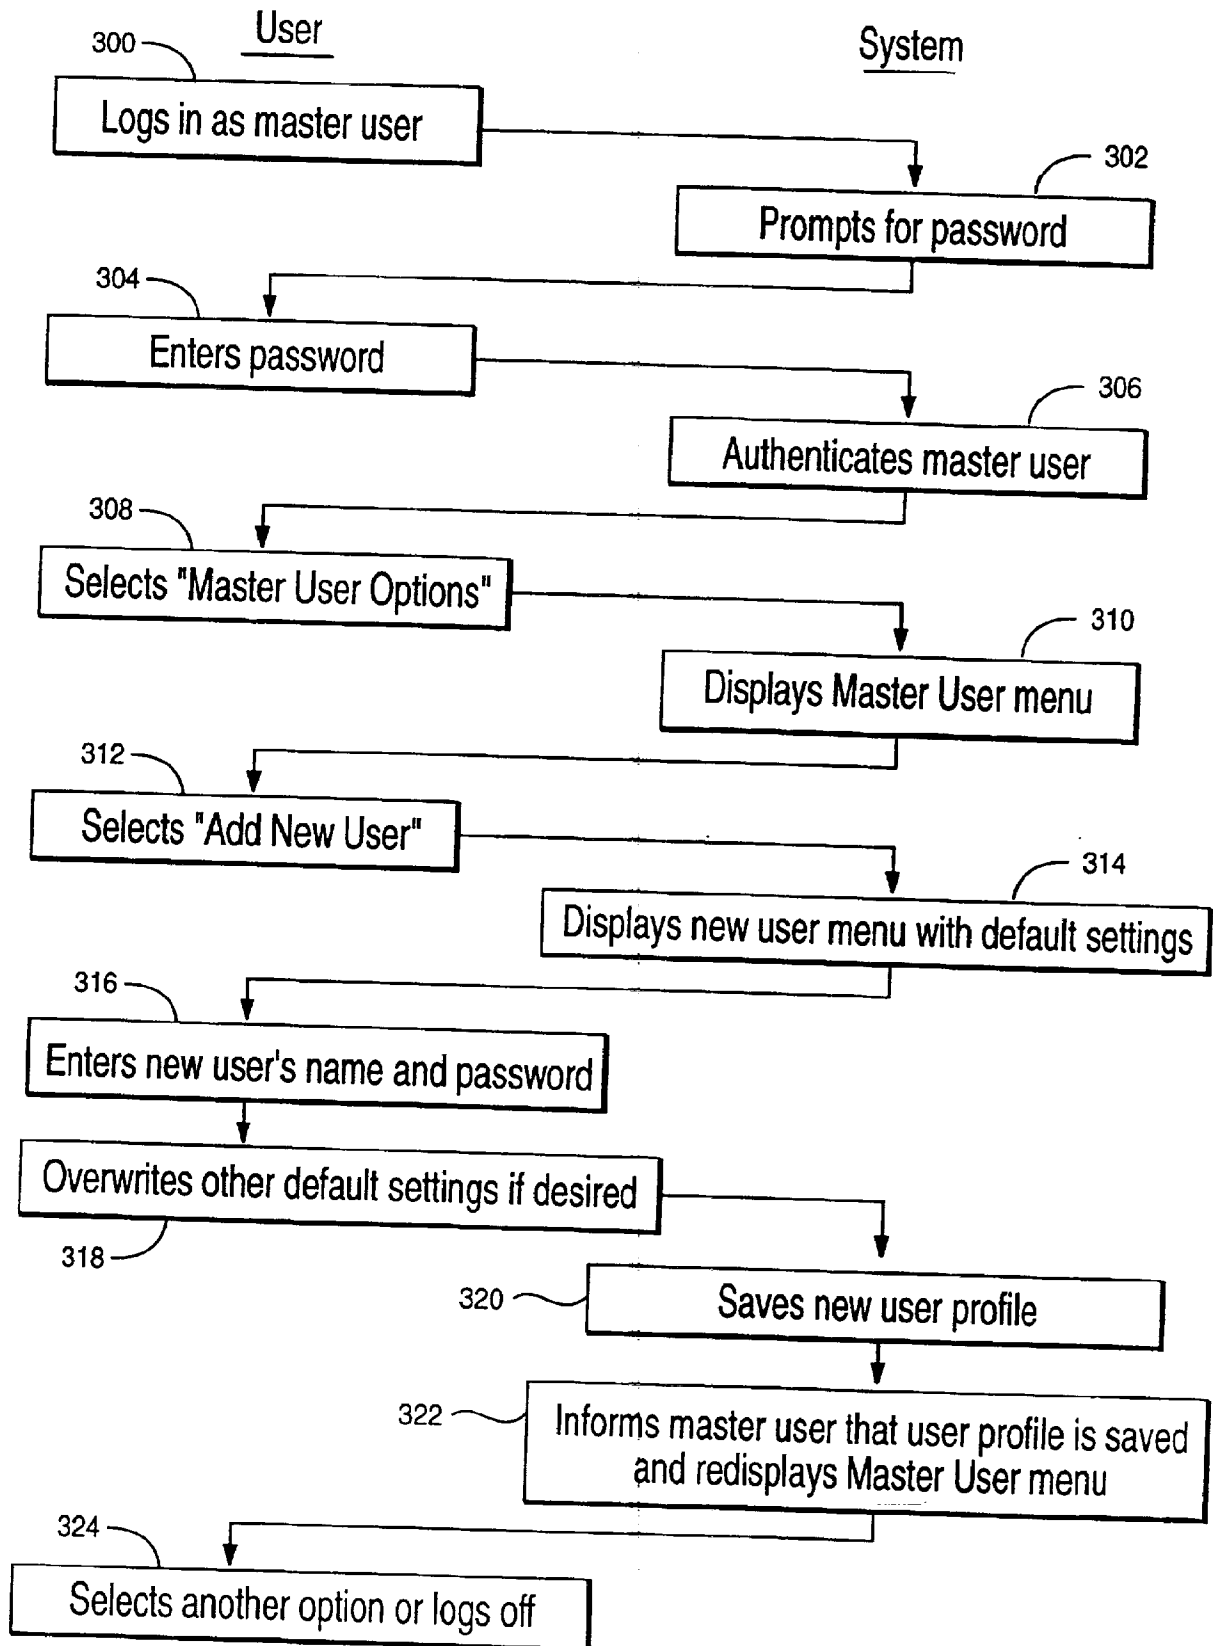 User
System
300
Logs in as master user
302
Prompts for password
304
Enters password
306
Authenticates master user
308
Selects "Master User Options"
310
Displays Master User menu
312
Selects "Add New User"
314
Displays new user menu with default settings
316
Enters new user's name and password
Overwrites other default settings if desired
318
320
Saves new user profile
322
Informs master user that user profile is saved
and redisplays Master User menu
324
Selects another option or logs off